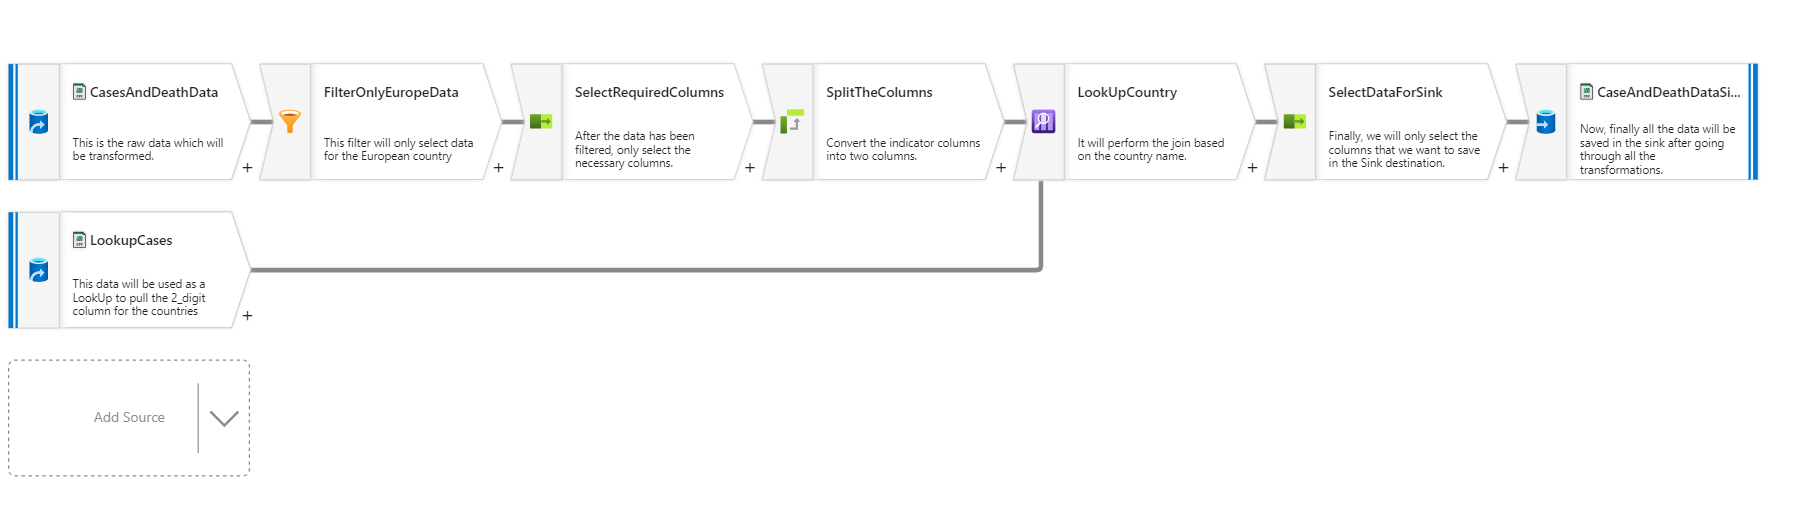 CasesAndDeathData
This is the raw data which will
be transformed.
+
FilterOnlyEuropeData
This filter will only select data
for the European country
+
SelectRequiredColumns
After the data has been
filtered, only select the
necessary columns.
+
SplitTheColumns
Convert the indicator columns
into two columns.
+
LookUpCountry
It will perform the join based
on the country name.
+
SelectDataForSink
Finally, we will only select the
columns that we want to save
in the Sink destination.
+
CaseAndDeathDataSi...
Now, finally all the data will be
saved in the sink after going
through all the
transformations.
LookupCases
This data will be used as a
LookUp to pull the 2_digit
column for the countries
+
Add Source